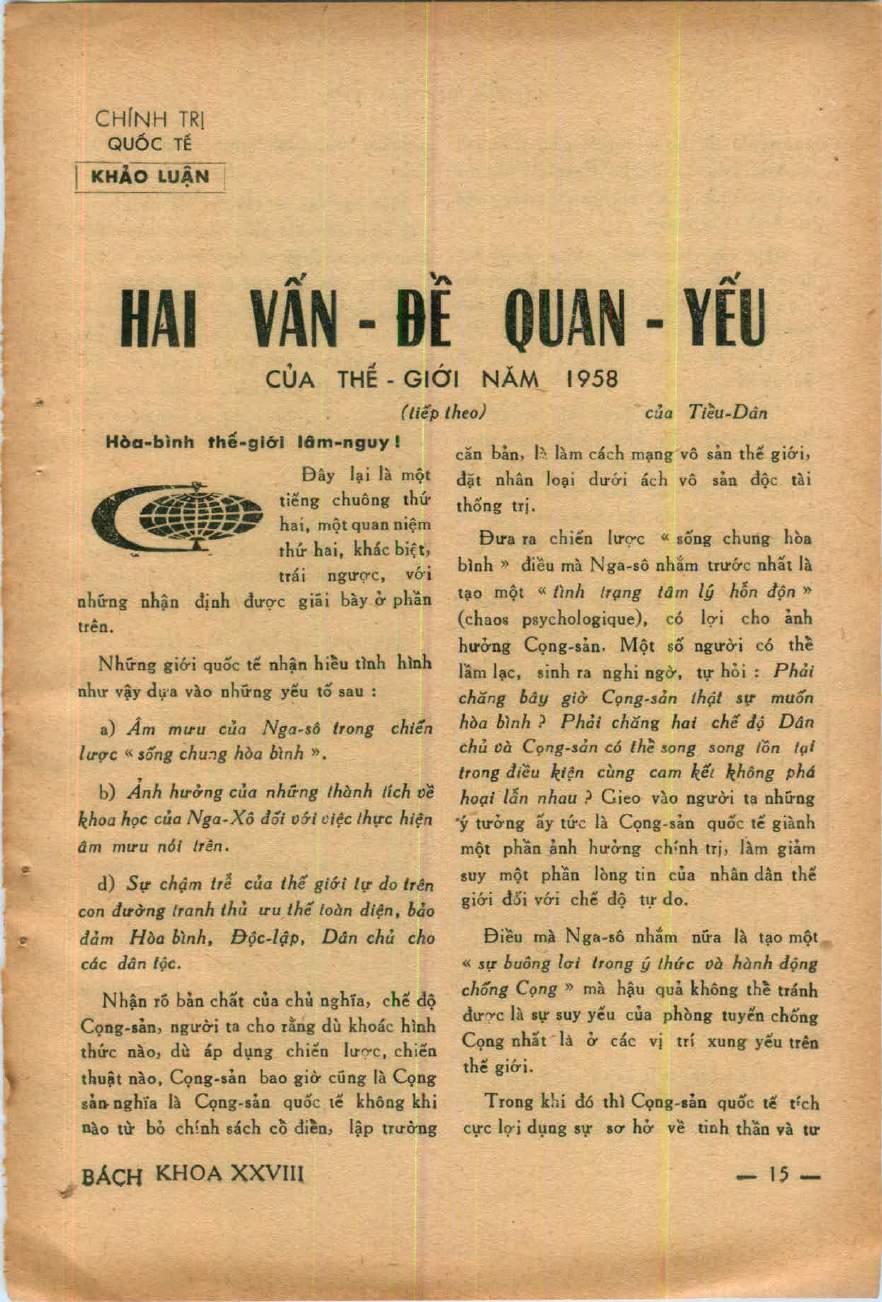 CHÍNH TRỊ
QUỐC TẾ
KHẢO LUẬN
HAI VẤN - ĐỀ QUAN - YẾU
CỦA THẾ - GIỚI NĂM 1958
(tiếp theo)
của Tiều-Dân
Hòa-bình thế-giới lâm-nguy !
Đây lại là một
tiếng chuông thứ
hai, một quan niệm
thứ hai, khác biệt,
trái ngược, với
những nhận định được giãi bày ở phần
trên.
Những giới quốc tế nhận hiểu tình hình
như vậy dựa vào những yếu tố sau :
a) Âm mưu của Nga-sô trong chiến
lược « sống chung hòa bình ».
b) Ảnh hưởng của những thành tích về
khoa học của Nga-Xô đối với việc thực hiện
âm mưu nói trên.
d) Sự chậm trễ của thế giới tự do trên
con đường tranh thủ ưu thế toàn diện, bảo
đảm Hòa bình, Độc-lập, Dân chủ cho
các dân tộc.
Nhận rõ bản chất của chủ nghĩa, chế độ
Cọng-sản, người ta cho rằng dù khoác hình
thức nào, dù áp dụng chiến lược, chiến
thuật nào, Cọng-sản bao giờ cũng là Cọng
sản nghĩa là Cọng-sản quốc tế không khi
nào từ bỏ chính sách cổ điển, lập trường
căn bản, là làm cách mạng vô sản thế giới,
đặt nhân loại dưới ách vô sản độc tài
thống trị.
Đưa ra chiến lược « sống chung hòa
bình » điều mà Nga-sô nhắm trước nhất là
tạo một « tình trạng tâm lý hỗn độn »
(chaos psychologique), có lợi cho ảnh
hưởng Cọng-sản. Một số người có thể
lầm lạc, sinh ra nghi ngờ, tự hỏi : Phải
chăng bây giờ Cọng-sản thật sự muốn
hòa bình ? Phải chăng hai chế độ Dân
chủ và Cọng-sản có thể song song tồn tại
trong điều kiện cùng cam kết không phá
hoại lẫn nhau ? Gieo vào người ta những
ý tưởng ấy tức là Cọng-sản quốc tế giành
một phần ảnh hưởng chính trị, làm giảm
suy một phần lòng tin của nhân dân thế
giới đối với chế độ tự do.
Điều mà Nga-sô nhắm nữa là tạo một
« sự buông lơi trong ý thức và hành động
chống Cọng » mà hậu quả không thể tránh
được là sự suy yếu của phòng tuyến chống
Cọng nhất là ở các vị trí xung yếu trên
thế giới.
Trong khi đó thì Cọng-sản quốc tế tích
cực lợi dụng sự sơ hở về tinh thần và tư
BÁCH KHOA XXVIII
— 15 —